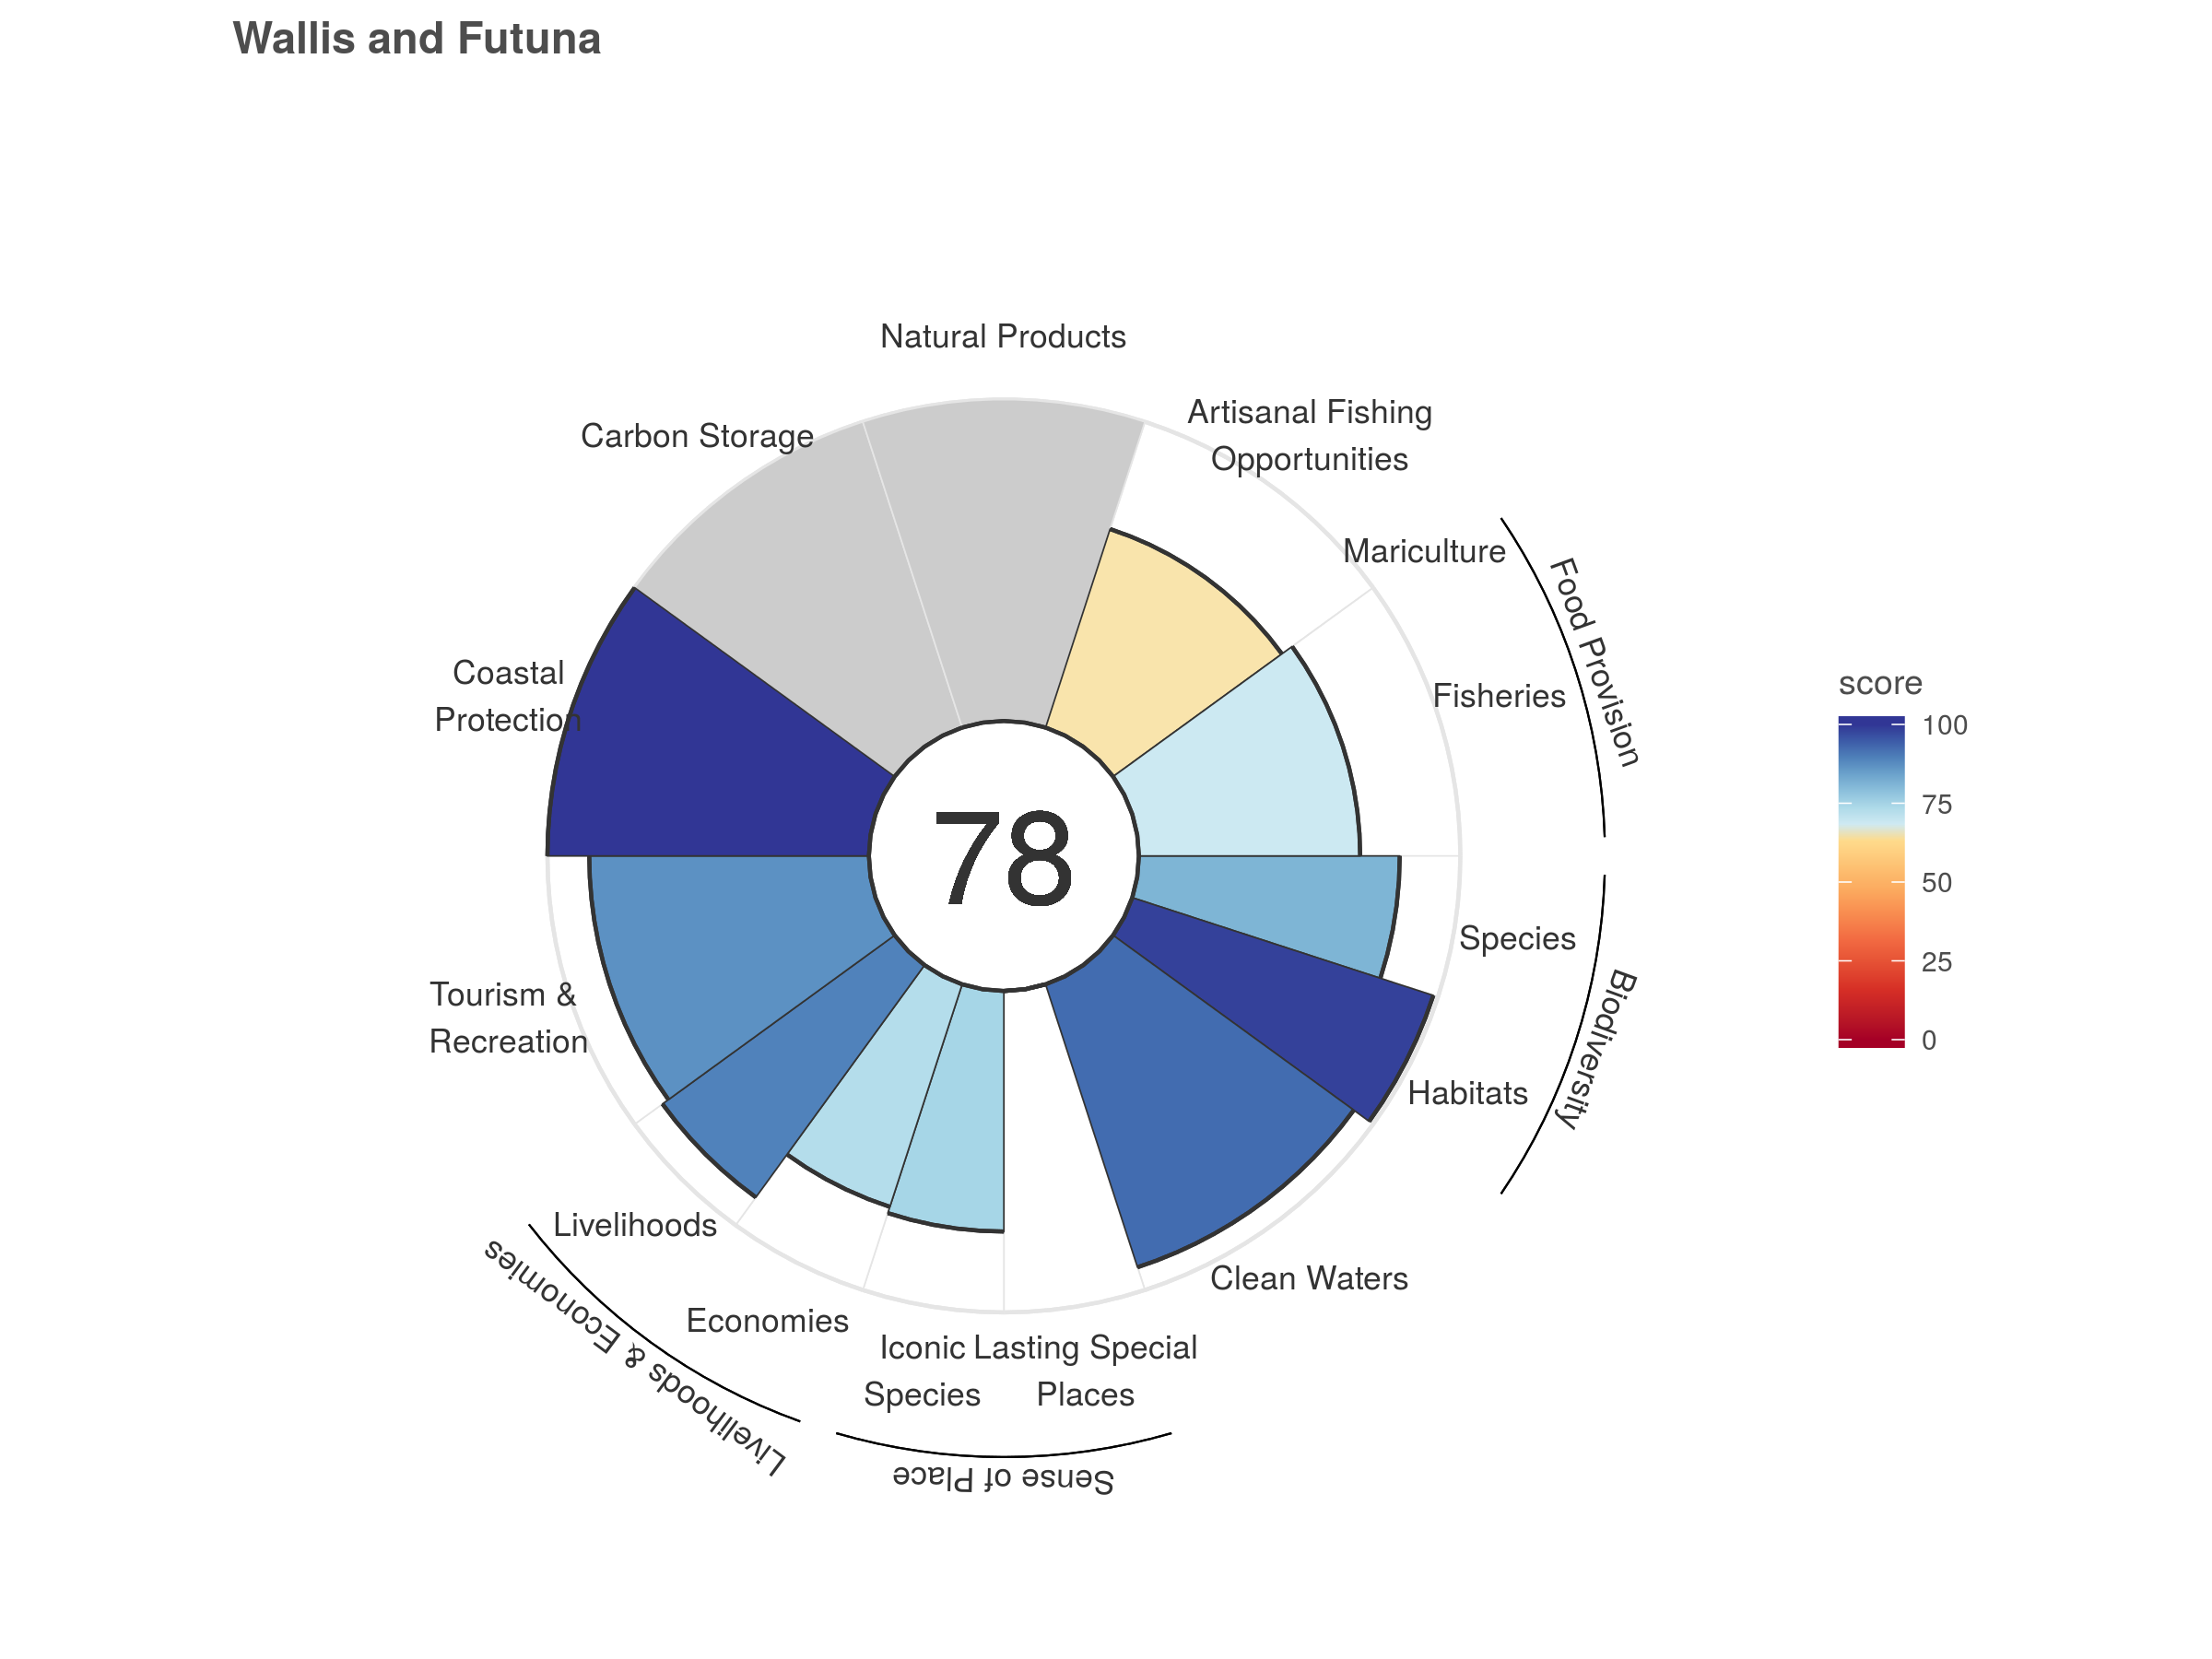 Wallis and Futuna
Natural Products
Carbon Storage
Artisanal Fishing
Opportunities
Mariculture
Food Provision
Fisheries
Coastal
Protection
78
score
100
75
50
25
0
Species
Biodiversity
Habitats
Tourism &
Recreation
Livelihoods
Livelihoods & Economies
Economies
Clean Waters
Iconic
Species
Lasting Special
Places
Sense of Place